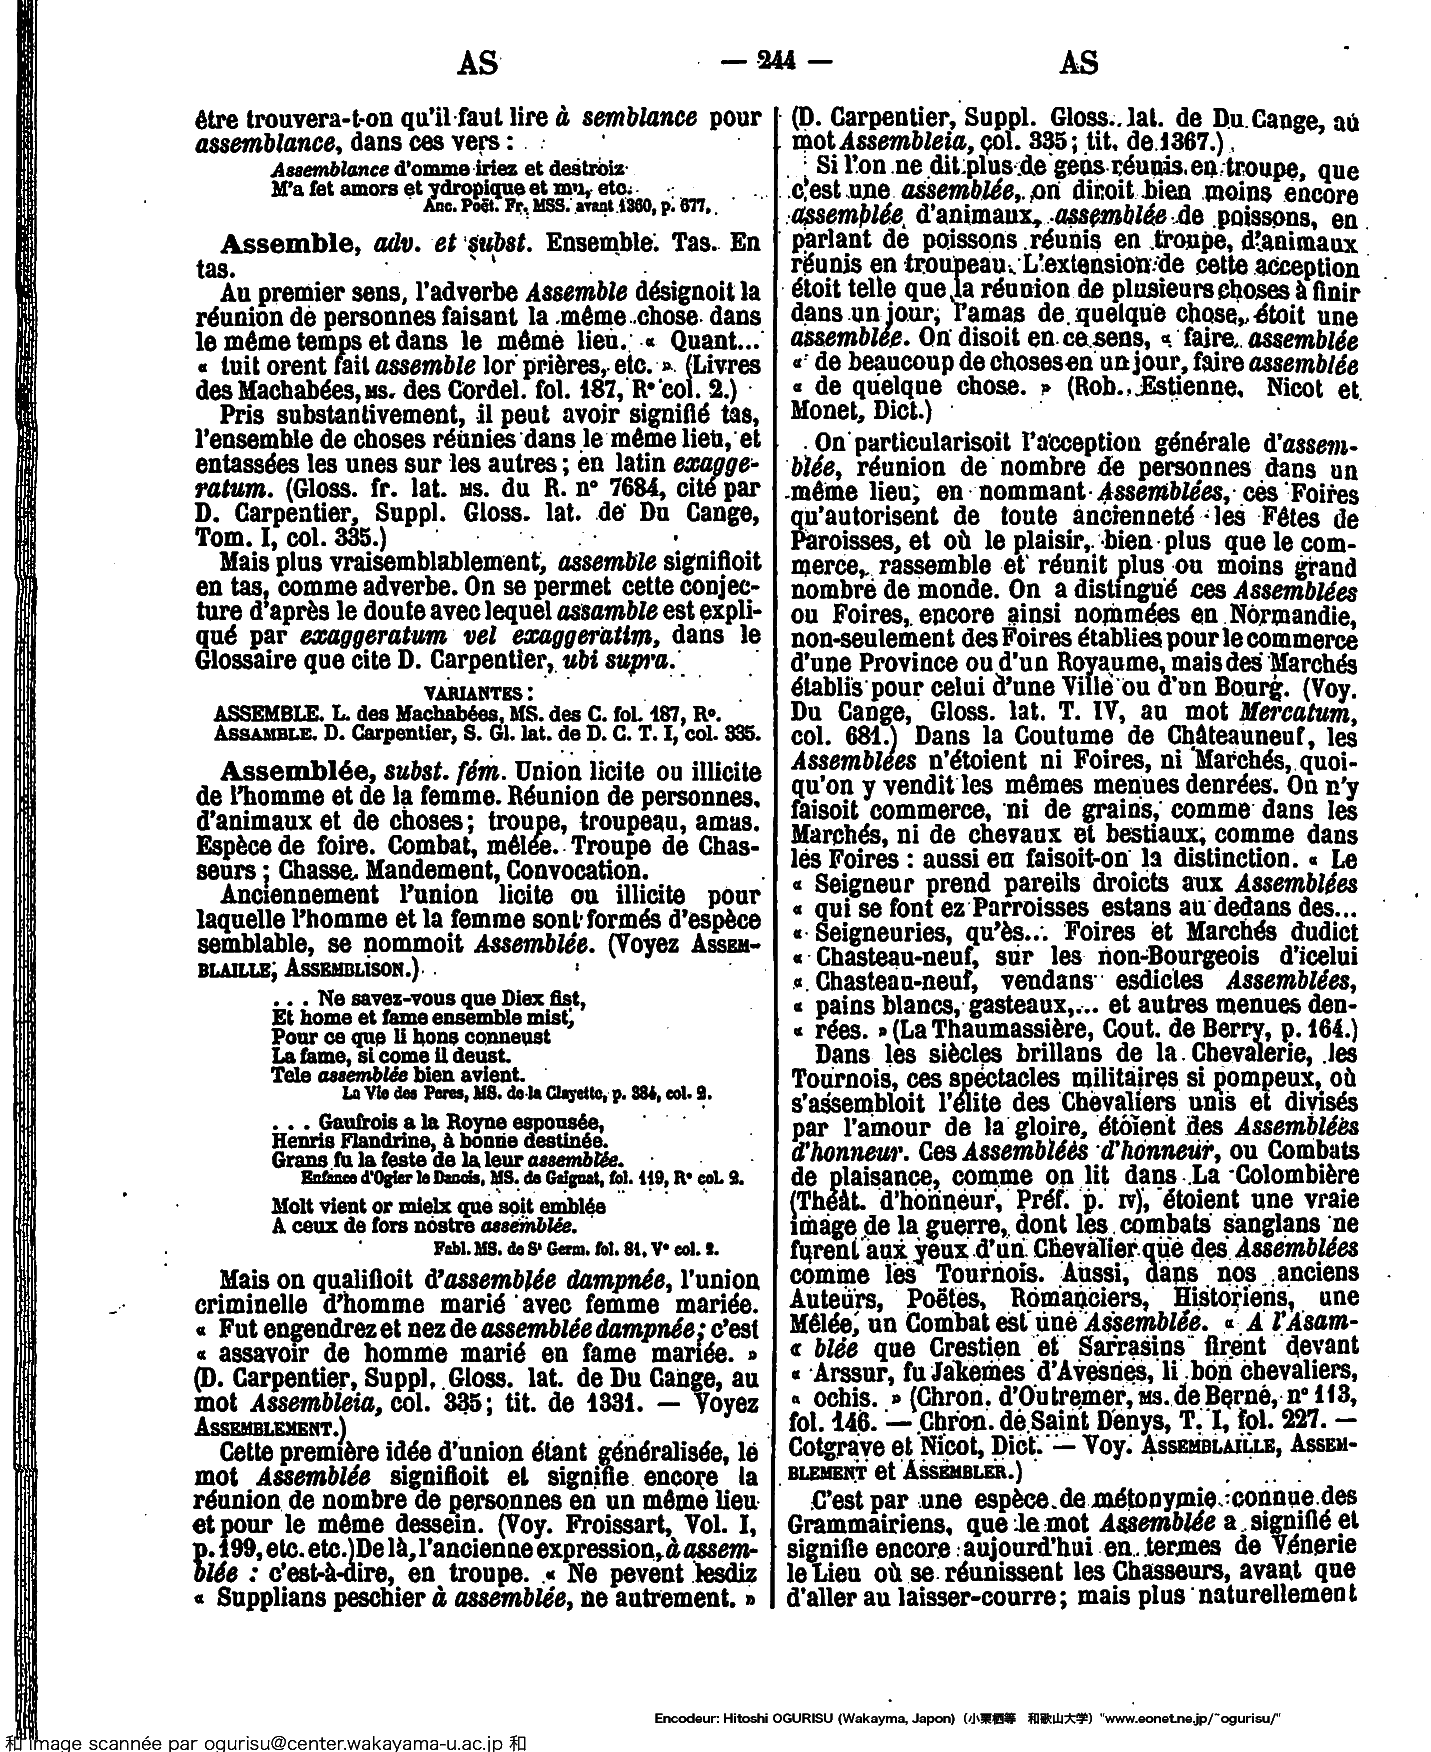 AS — 244 — AS
être trouvera-t-on qu'il faut lire à semblance pour
assemblance, dans ces vers :
Assemblance d'omme iriez et destroiz
M'a fet amors et ydropique et mu, etc.
Anc. Poët. Fr. MSS. avant 1360, p. 677.
Assemble, adv. et subst. Ensemble. Tas. En
tas.
Au premier sens, l'adverbe Assemble désignoit la
réunion de personnes faisant la même chose dans
le même temps et dans le même lieu. « Quant...
« tuit orent fait assemble lor prières, etc. » (Livres
des Machabées, MS. des Cordel. fol. 187, R° col. 2.)
Pris substantivement, il peut avoir signifié tas,
l'ensemble de choses réunies dans le même lieu, et
entassées les unes sur les autres ; en latin exagge-
ratum. (Gloss. fr. lat. MS. du R. n° 7684, cité par
D. Carpentier, Suppl. Gloss. lat. de Du Cange,
Tom. I, col. 335.)
Mais plus vraisemblablement, assemble signifioit
en tas, comme adverbe. On se permet cette conjec-
ture d'après le doute avec lequel assamble est expli-
qué par exaggeratum vel exaggeratim, dans le
Glossaire que cite D. Carpentier, ubi supra.
VARIANTES :
ASSEMBLE. L. des Machabées, MS. des C. fol. 187, R°.
ASSAMBLE. D. Carpentier, S. Gl. lat. de D. C. T. I, col. 335.
Assemblée, subst. fém. Union licite ou illicite
de l'homme et de la femme. Réunion de personnes,
d'animaux et de choses ; troupe, troupeau, amas.
Espèce de foire. Combat, mêlée. Troupe de Chas-
seurs ; Chasse. Mandement, Convocation.
Anciennement l'union licite ou illicite pour
laquelle l'homme et la femme sont formés d'espèce
semblable, se nommoit Assemblée. (Voyez ASSEM-
BLAILLE, ASSEMBLISON.)
. . . Ne savez-vous que Diex fist,
Et home et fame ensemble mist,
Pour ce que li hons conneust
La fame, si come il deust.
Tele assemblée bien avient.
La Vie des Peres, MS. de la Clayette, p. 384, col. 2.
. . . Gaufrois a la Royne espousée,
Henris Flandrine, à bonne destinée.
Grans fu la feste de la leur assemblée.
Enfance d'Ogier le Danois, MS. de Gaignat, fol. 119, R° col. 2.
Molt vient or mielx que soit emblée
A ceux de fors nostre assemblée.
Fabl. MS. de St Germ. fol. 81, V° col. 2.
Mais on qualifioit d'assemblée dampnée, l'union
criminelle d'homme marié avec femme mariée.
« Fut engendrez et nez de assemblée dampnée ; c'est
« assavoir de homme marié en fame mariée. »
(D. Carpentier, Suppl. Gloss. lat. de Du Cange, au
mot Assembleia, col. 335 ; tit. de 1331. — Voyez
ASSEMBLEMENT.)
Cette première idée d'union étant généralisée, le
mot Assemblée signifioit et signifie encore la
réunion de nombre de personnes en un même lieu
et pour le même dessein. (Voy. Froissart, Vol. I,
p. 199, etc. etc.) De là, l'ancienne expression, à assem-
blée : c'est-à-dire, en troupe. « Ne pevent lesdiz
« Supplians peschier à assemblée, ne autrement. »
(D. Carpentier, Suppl. Gloss. lat. de Du Cange, au
mot Assembleia, col. 335 ; tit. de 1367.)
Si l'on ne dit plus de gens réunis en troupe, que
c'est une assemblée, on diroit bien moins encore
assemblée d'animaux, assemblée de poissons, en
parlant de poissons réunis en troupe, d'animaux
réunis en troupeau. L'extension de cette acception
étoit telle que la réunion de plusieurs choses à finir
dans un jour, l'amas de quelque chose, étoit une
assemblée. On disoit en ce sens, « faire assemblée
« de beaucoup de choses en un jour, faire assemblée
« de quelque chose. » (Rob. Estienne, Nicot et
Monet, Dict.)
On particularisoit l'acception générale d'assem-
blée, réunion de nombre de personnes dans un
même lieu, en nommant Assemblées, ces Foires
qu'autorisent de toute ancienneté les Fêtes de
Paroisses, et où le plaisir, bien plus que le com-
merce, rassemble et réunit plus ou moins grand
nombre de monde. On a distingué ces Assemblées
ou Foires, encore ainsi nommées en Normandie,
non-seulement des Foires établies pour le commerce
d'une Province ou d'un Royaume, mais des Marchés
établis pour celui d'une Ville ou d'un Bourg. (Voy.
Du Cange, Gloss. lat. T. IV, au mot Mercatum,
col. 681.) Dans la Coutume de Châteauneuf, les
Assemblées n'étoient ni Foires, ni Marchés, quoi-
qu'on y vendit les mêmes menues denrées. On n'y
faisoit commerce, ni de grains, comme dans les
Marchés, ni de chevaux et bestiaux, comme dans
les Foires : aussi en faisoit-on la distinction. « Le
« Seigneur prend pareils droicts aux Assemblées
« qui se font ez Parroisses estans au dedans des...
« Seigneuries, qu'ès... Foires et Marchés dudict
« Chasteau-neuf, sur les non-Bourgeois d'icelui
« Chasteau-neuf, vendans esdicles Assemblées,
« pains blancs, gasteaux,... et autres menues den-
« rées. » (La Thaumassière, Cout. de Berry, p. 164.)
Dans les siècles brillans de la Chevalerie, les
Tournois, ces spectacles militaires si pompeux, où
s'assembloit l'élite des Chevaliers unis et divisés
par l'amour de la gloire, étoient des Assemblées
d'honneur. Ces Assemblées d'honneur, ou Combats
de plaisance, comme on lit dans La Colombière
(Théât. d'honneur, Préf. p. IV), étoient une vraie
image de la guerre, dont les combats sanglans ne
furent aux yeux d'un Chevalier que des Assemblées
comme les Tournois. Aussi, dans nos anciens
Auteurs, Poëtes, Romanciers, Historiens, une
Mêlée, un Combat est une Assemblée. « A l'Asam-
« blée que Crestien et Sarrasins firent devant
« Arssur, fu Jakemes d'Avesnes, li bon chevaliers,
« ochis. » (Chron. d'Outremer, MS. de Berne, n° 113,
fol. 146. — Chron. de Saint Denys, T. I, fol. 227. —
Cotgrave et Nicot, Dict. — Voy. ASSEMBLAILLE, ASSEM-
BLEMENT et ASSEMBLER.)
C'est par une espèce de métonymie connue des
Grammairiens, que le mot Assemblée a signifié et
signifie encore aujourd'hui en termes de Vénerie
le Lieu où se réunissent les Chasseurs, avant que
d'aller au laisser-courre ; mais plus naturellement
Encodeur: Hitoshi OGURISU (Wakayma, Japon) (小栗栖等 和歌山大学) "www.eonet.ne.jp/~ogurisu/"
和 Image scannée par ogurisu@center.wakayama-u.ac.jp 和